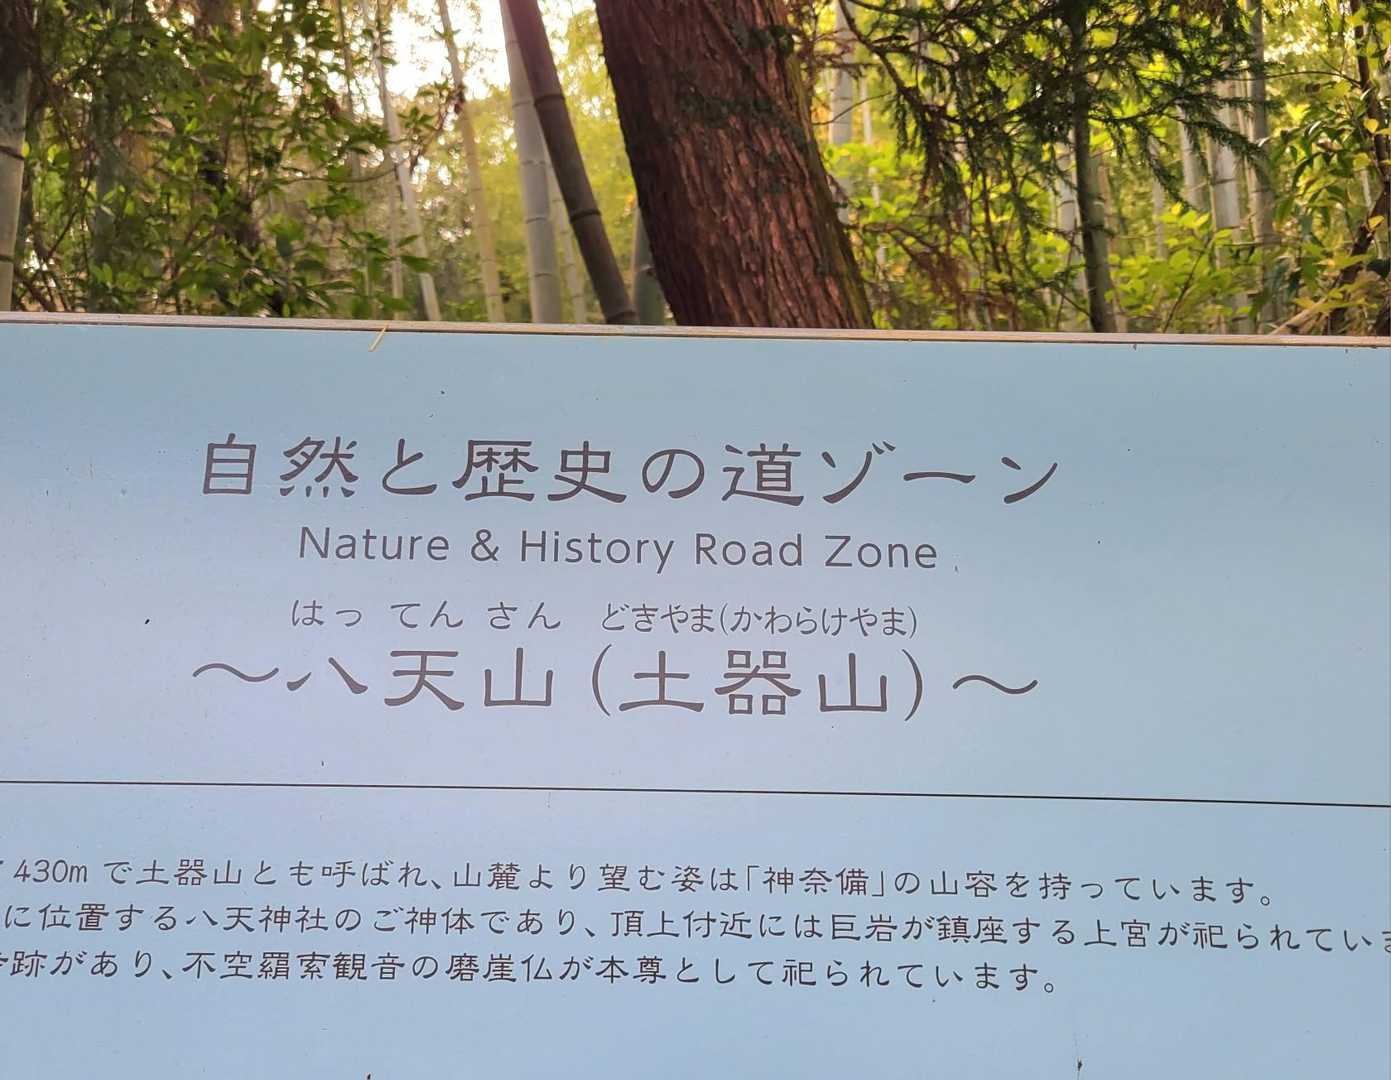 自然と歴史の道ゾーン
Nature & History Road Zone
はっ てん さん どきやま(かわらけやま)
～八天山(土器山)～
430mで土器山とも呼ばれ、山麓より望む姿は「神奈備」の山容を持っています。
に位置する八天神社のご神体であり、頂上付近には巨岩が鎮座する上宮が祀られていま
跡があり、不空羂索観音の磨崖仏が本尊として祀られています。